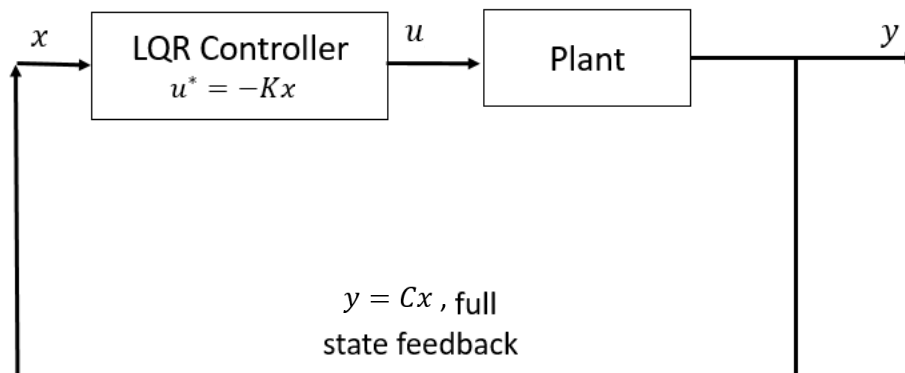 x
LQR Controller
u* = −Kx
u
Plant
y
y = Cx , full
state feedback